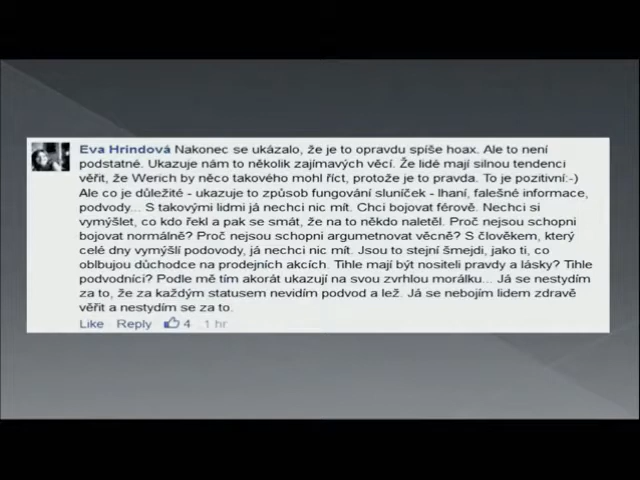 Eva Hrindová Nakonec se ukázalo, že je to opravdu spíše hoax. Ale to není
podstatné. Ukazuje nám to několik zajímavých věcí. Že lidé mají silnou tendenci
věřit, že Werich by něco takového mohl říct, protože je to pravda. To je pozitivní:-)
Ale co je důležité - ukazuje to způsob fungování sluníček - lhaní, falešné informace,
podvody... S takovými lidmi já nechci nic mít. Chci bojovat férově. Nechci si
vymýšlet, co kdo řekl a pak se smát, že na to někdo naletěl. Proč nejsou schopni
bojovat normálně? Proč nejsou schopni argumetnovat věcně? S člověkem, který
celé dny vymýšlí podovody, já nechci nic mít. Jsou to stejní šmejdi, jako ti, co
oblbujou důchodce na prodejních akcích. Tihle mají být nositeli pravdy a lásky? Tihle
podvodníci? Podle mě tím akorát ukazují na svou zvrhlou morálku... Já se nestydím
za to, že za každým statusem nevidím podvod a lež. Já se nebojím lidem zdravě
věřit a nestydím se za to.
Like Reply 4 1 hr